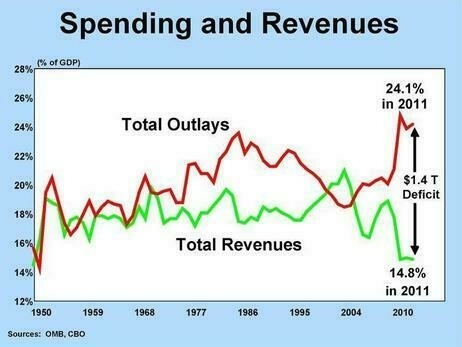 Spending and Revenues
(% of GDP)
28%
26%
24%
22%
20%
18%
16%
14%
12%
Total Outlays
Total Revenues
24.1%
in 2011
$1.4 T
Deficit
14.8%
in 2011
1950 1959 1968 1977 1986 1995 2004 2010
Sources: OMB, CBO